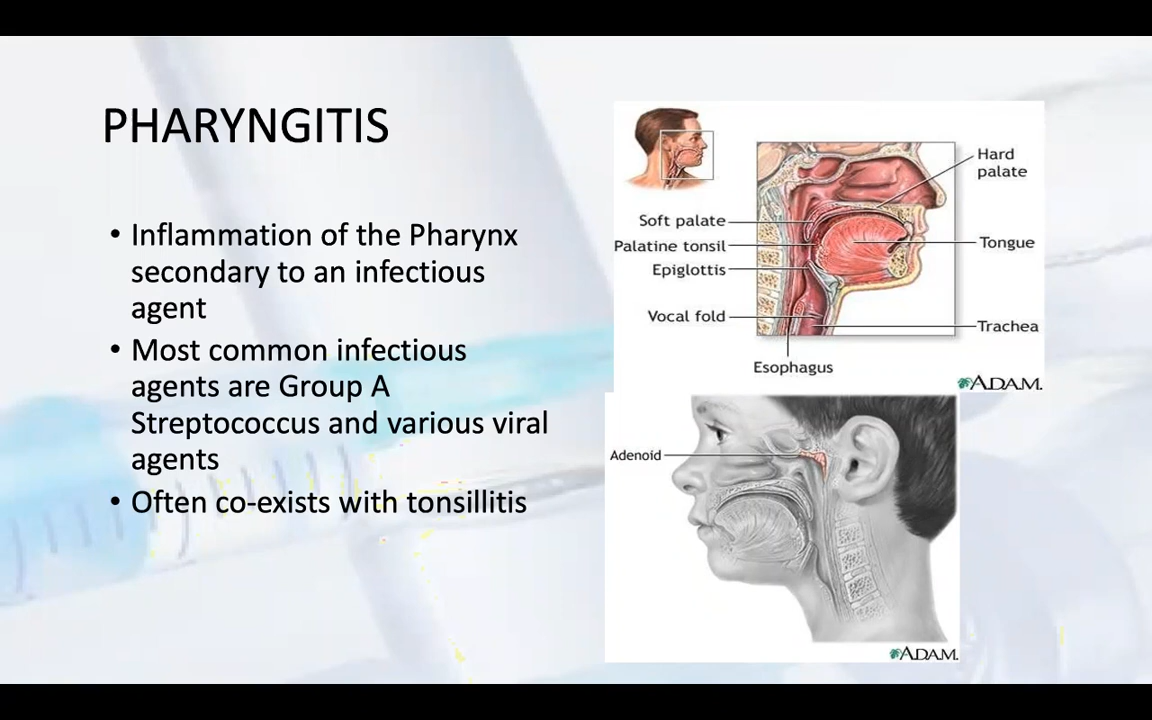 PHARYNGITIS
• Inflammation of the Pharynx
secondary to an infectious
agent
• Most common infectious
agents are Group A
Streptococcus and various viral
agents
• Often co-exists with tonsillitis
Hard
palate
Soft palate
Palatine tonsil
Tongue
Epiglottis
Vocal fold
Trachea
Esophagus
ADAM.
Adenoid
ADAM.